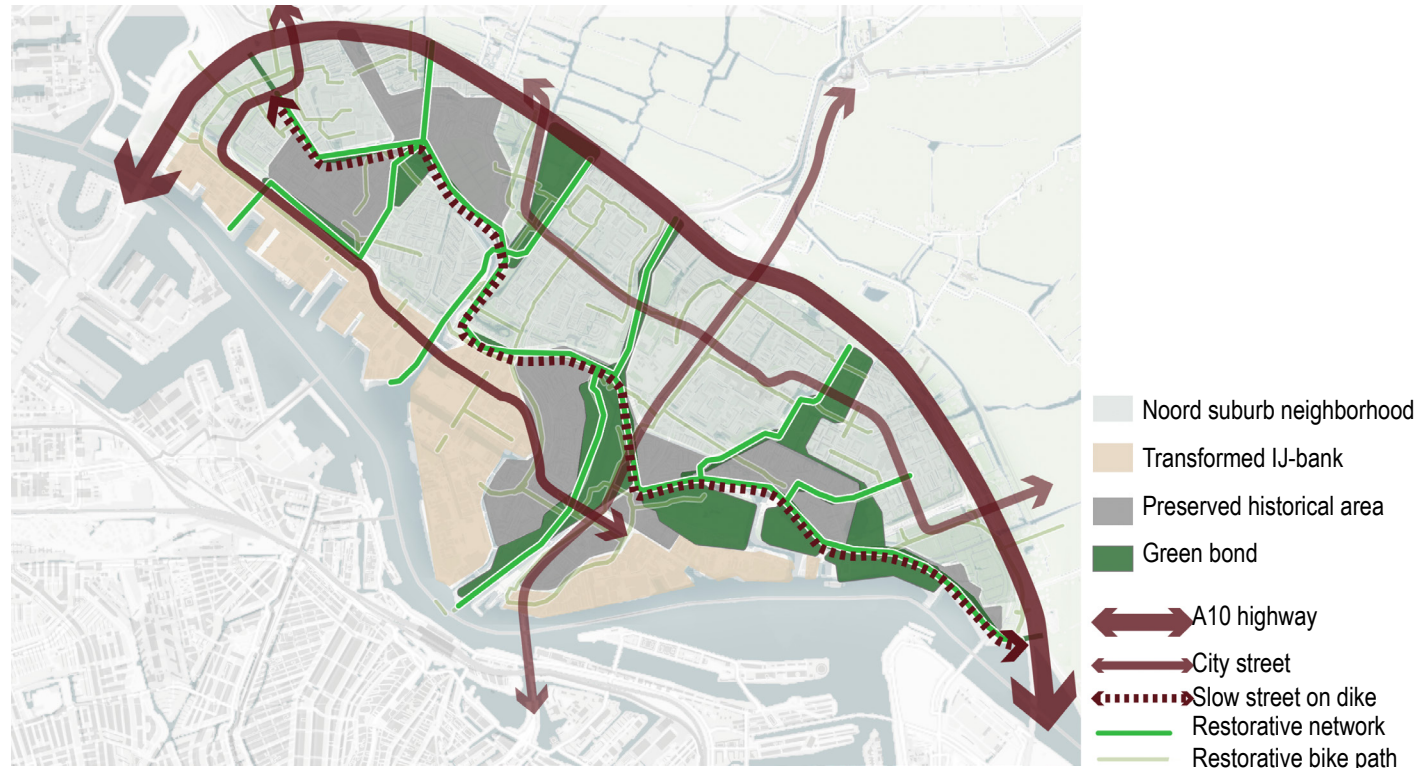 Noord suburb neighborhood
Transformed IJ-bank
Preserved historical area
Green bond
A10 highway
City street
Slow street on dike
Restorative network
Restorative bike path